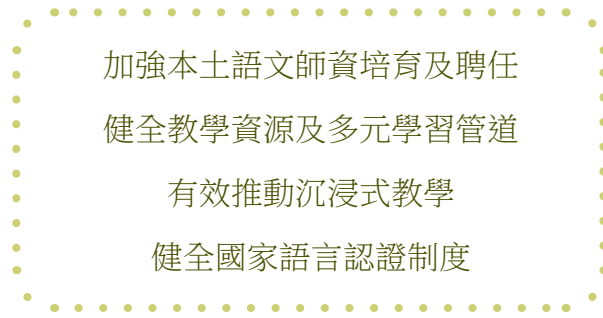 加強本土語文師資培育及聘任
健全教學資源及多元學習管道
有效推動沉浸式教學
健全國家語言認證制度